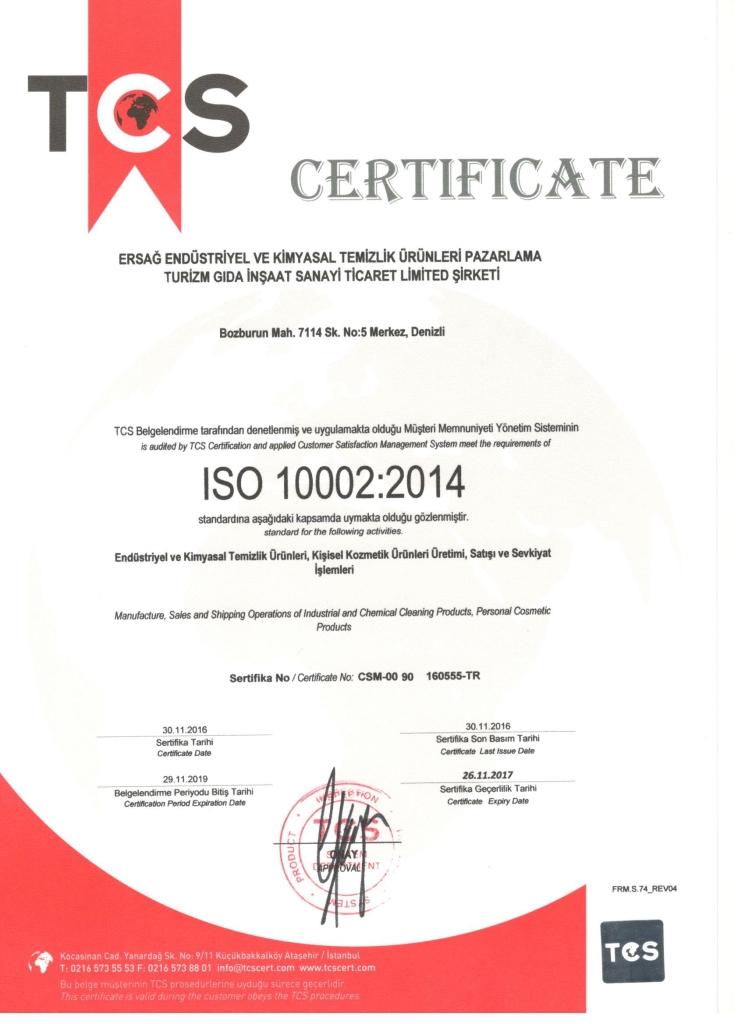 TCS
CERTIFICATE
ERSAĞ ENDÜSTRİYEL VE KİMYASAL TEMİZLİK ÜRÜNLERİ PAZARLAMA
TURİZM GIDA İNŞAAT SANAYİ TİCARET LİMİTED ŞİRKETİ
Bozburun Mah. 7114 Sk. No:5 Merkez, Denizli
TCS Belgelendirme tarafından denetlenmiş ve uygulamakta olduğu Müşteri Memnuniyeti Yönetim Sisteminin
is audited by TCS Certification and applied Customer Satisfaction Management System meet the requirements of
ISO 10002:2014
standardına aşağıdaki kapsamda uymakta olduğu gözlenmiştir.
standard for the following activities.
Endüstriyel ve Kimyasal Temizlik Ürünleri, Kişisel Kozmetik Ürünleri Üretimi, Satışı ve Sevkiyat
İşlemleri
Manufacture, Sales and Shipping Operations of Industrial and Chemical Cleaning Products, Personal Cosmetic
Products
Sertifika No / Certificate No: CSM-00 90 160555-TR
30.11.2016
Sertifika Tarihi
Certificate Date
30.11.2016
Sertifika Son Basım Tarihi
Certificate Last Issue Date
29.11.2019
Belgelendirme Periyodu Bitiş Tarihi
Certification Period Expiration Date
26.11.2017
Sertifika Geçerlilik Tarihi
Certificate Expiry Date
INSPECTION
PRODUCT
TCS
ONAY
APPROVAL
SYSTEM
FRM.S.74_REV04
TCS
Kocasinan Cad. Yanardağ Sk. No: 9/11 Küçükbakkalköy Ataşehir / İstanbul
T: 0216 573 55 53 F: 0216 573 88 01 info@tcscert.com www.tcscert.com
Bu belge müşterinin TCS prosedürlerine uyduğu sürece geçerlidir.
This certificate is valid during the customer obeys the TCS procedures